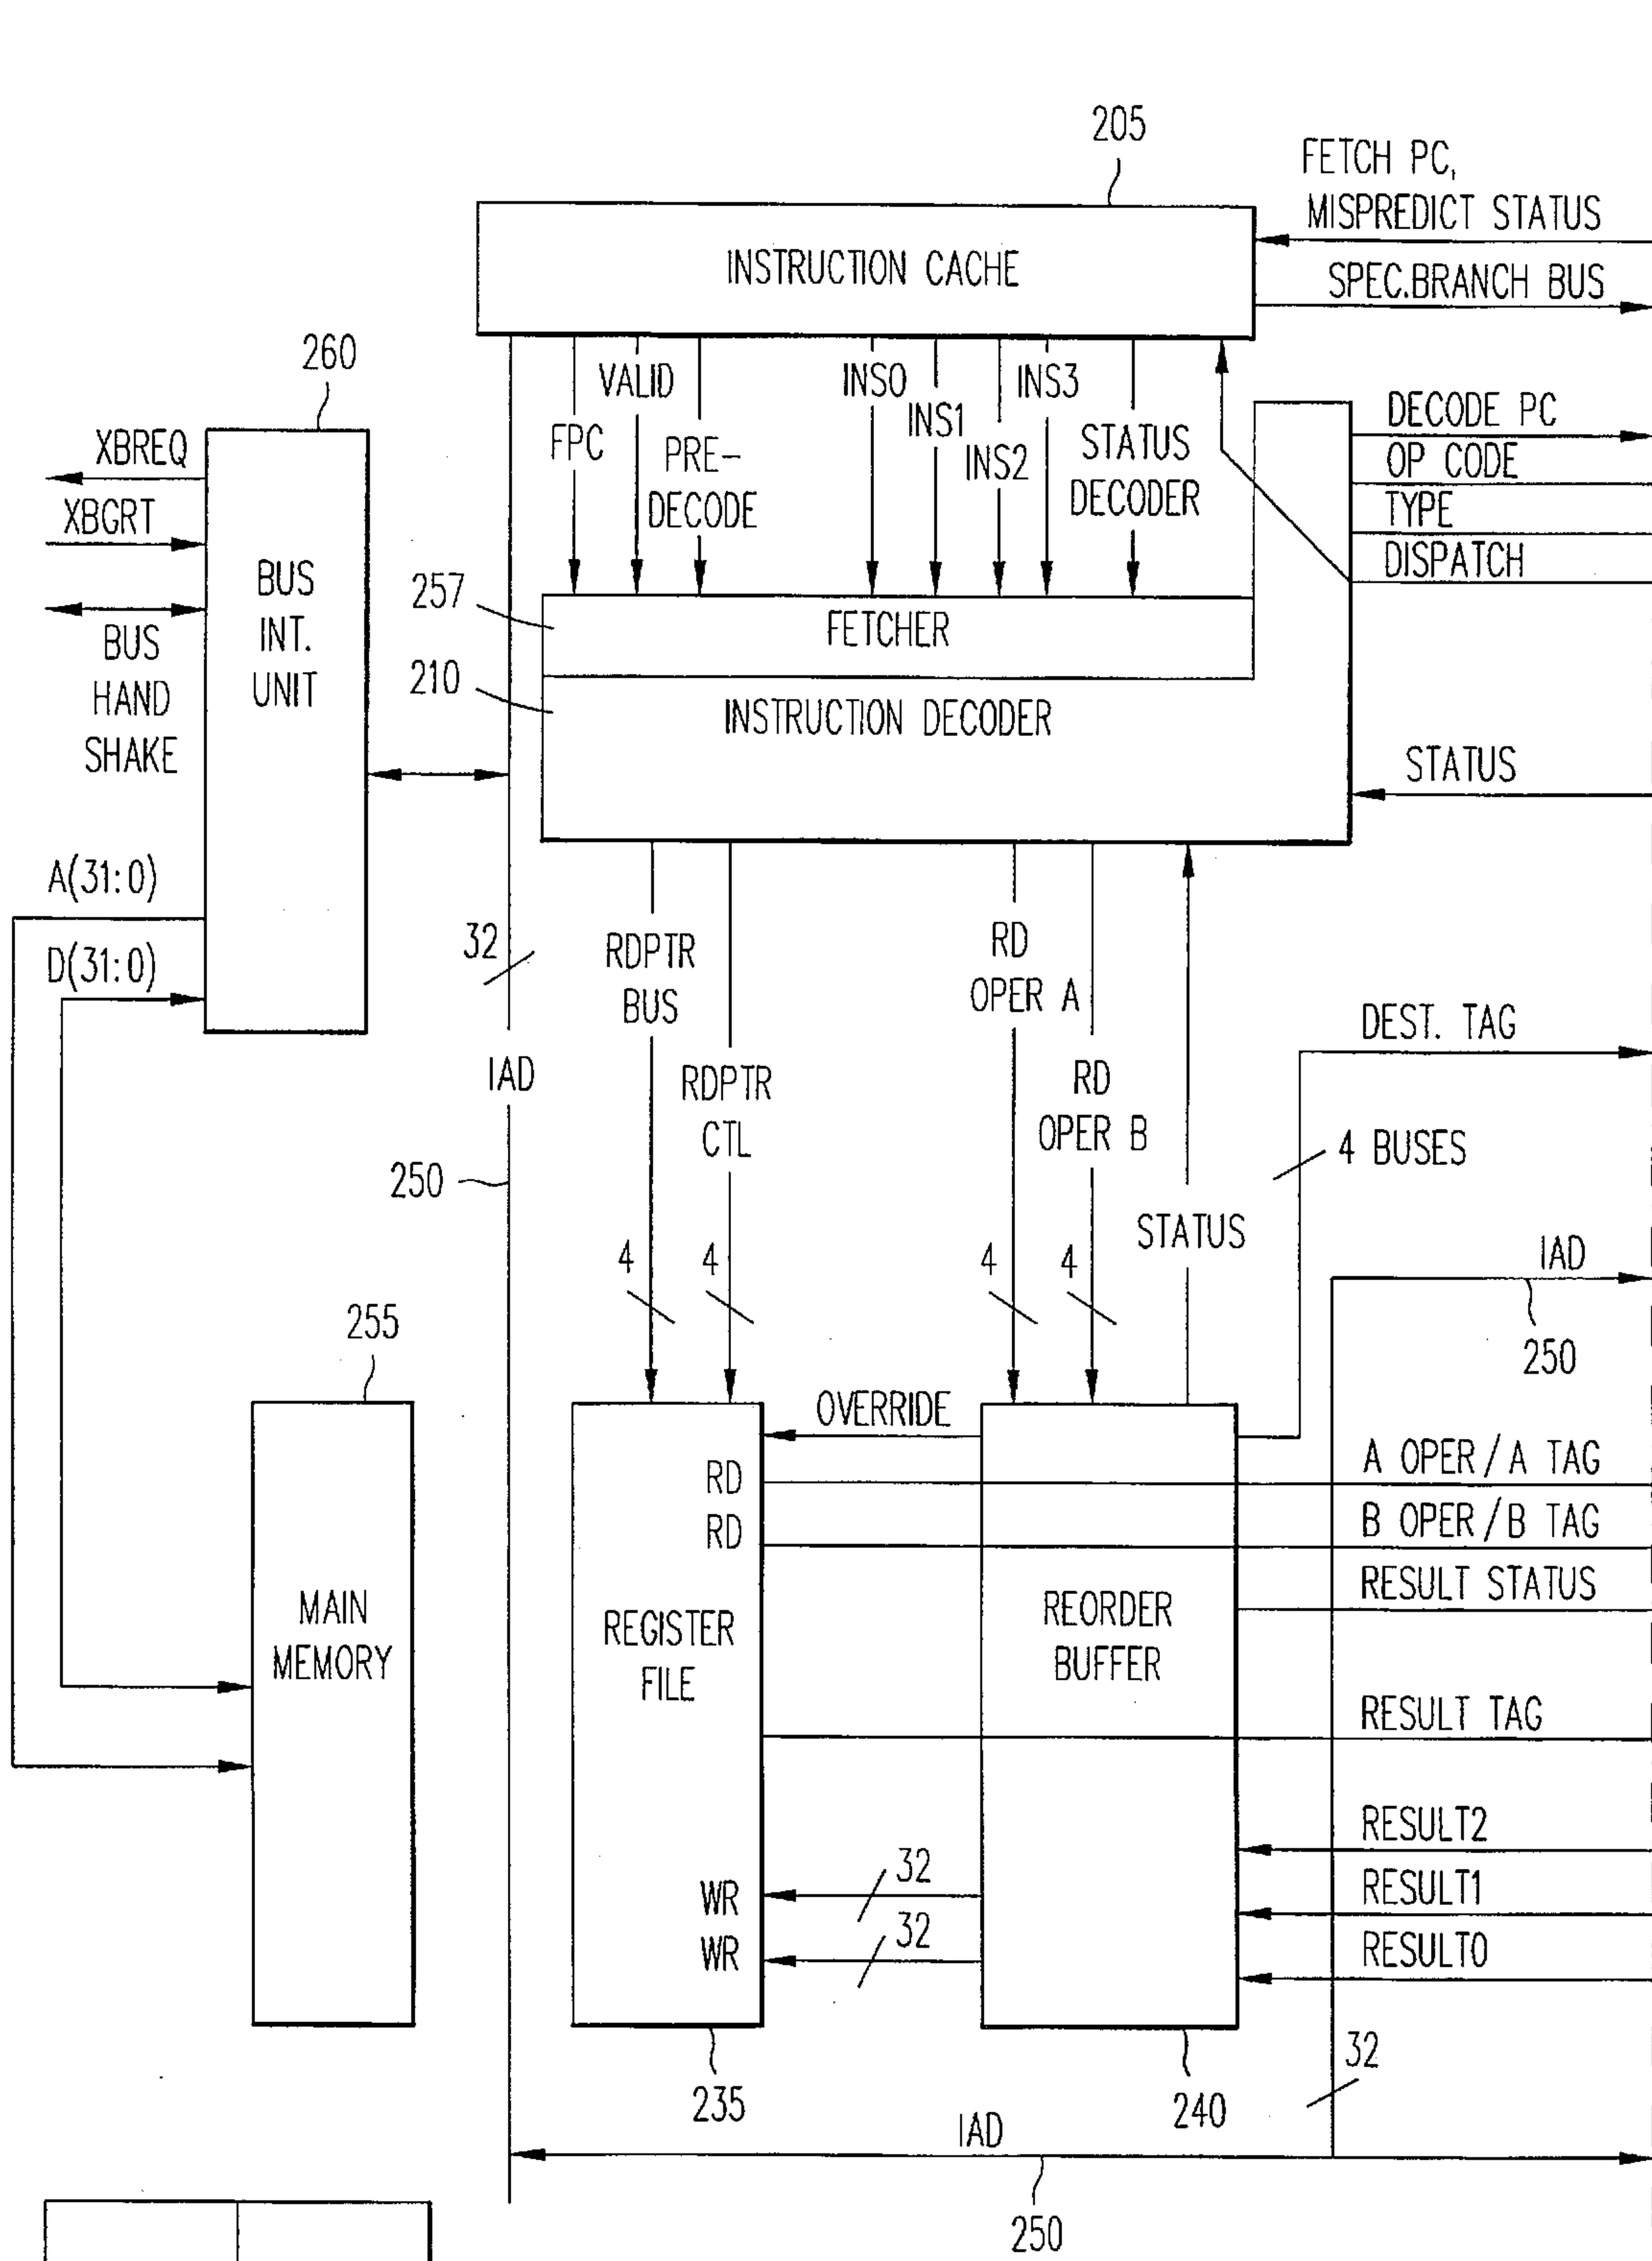 205
FETCH PC,
MISPREDICT STATUS
INSTRUCTION CACHE
SPEC.BRANCH BUS
260
VALID
INS0
INS3
FPC
INS1
PRE-
DECODE
INS2
STATUS
DECODER
DECODE PC
OP CODE
TYPE
DISPATCH
XBREQ
XBGRT
BUS
INT.
UNIT
BUS
HAND
SHAKE
257
FETCHER
210
INSTRUCTION DECODER
STATUS
A(31:0)
D(31:0)
32
RDPTR
BUS
RD
OPER A
IAD
RDPTR
CTL
RD
OPER B
DEST. TAG
4 BUSES
250
STATUS
4
4
4
4
IAD
250
255
OVERRIDE
RD
A OPER/A TAG
RD
B OPER/B TAG
MAIN
MEMORY
REGISTER
FILE
REORDER
BUFFER
RESULT STATUS
RESULT TAG
RESULT2
WR
32
RESULT1
WR
32
RESULT0
235
240
32
IAD
250